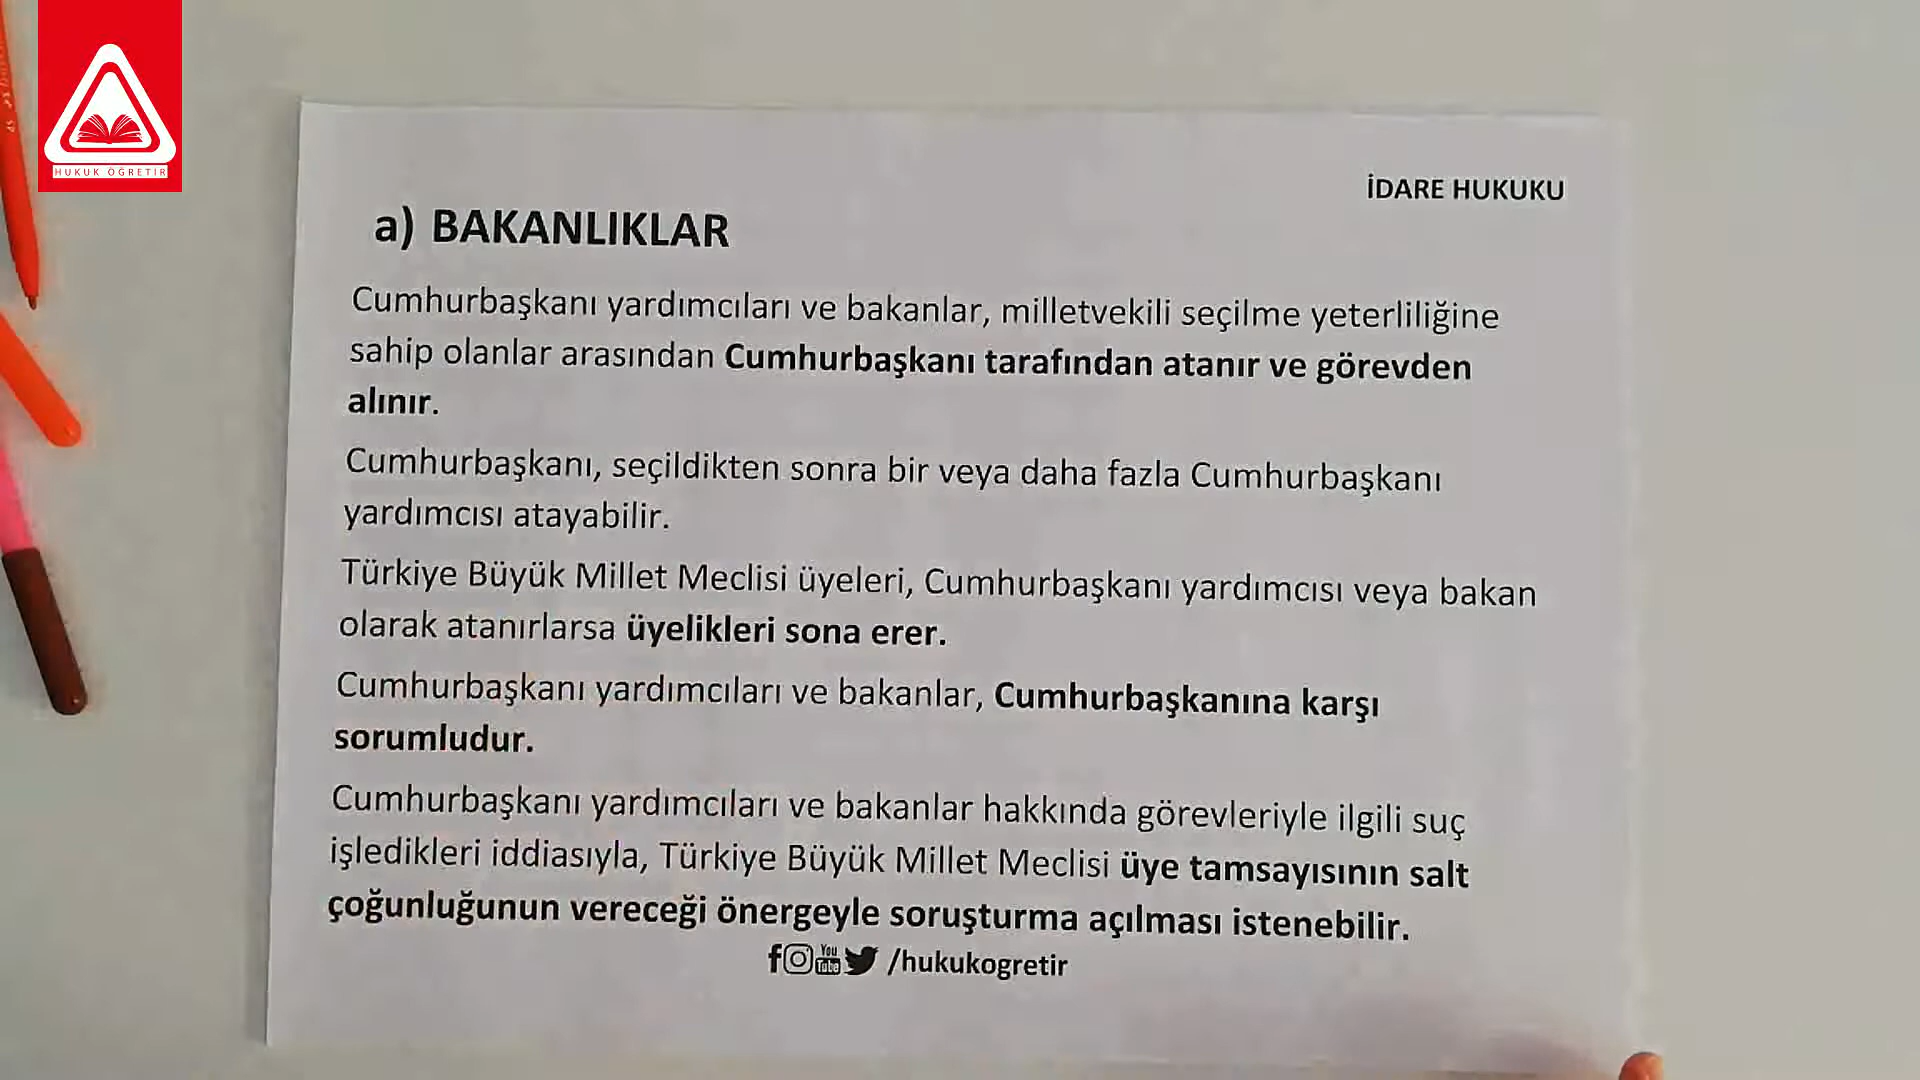 HUKUK ÖĞRETİR
İDARE HUKUKU
a) BAKANLIKLAR
Cumhurbaşkanı yardımcıları ve bakanlar, milletvekili seçilme yeterliliğine
sahip olanlar arasından Cumhurbaşkanı tarafından atanır ve görevden
alınır.
Cumhurbaşkanı, seçildikten sonra bir veya daha fazla Cumhurbaşkanı
yardımcısı atayabilir.
Türkiye Büyük Millet Meclisi üyeleri, Cumhurbaşkanı yardımcısı veya bakan
olarak atanırlarsa üyelikleri sona erer.
Cumhurbaşkanı yardımcıları ve bakanlar, Cumhurbaşkanına karşı
sorumludur.
Cumhurbaşkanı yardımcıları ve bakanlar hakkında görevleriyle ilgili suç
işledikleri iddiasıyla, Türkiye Büyük Millet Meclisi üye tamsayısının salt
çoğunluğunun vereceği önergeyle soruşturma açılması istenebilir.
You Tube /hukukogretir